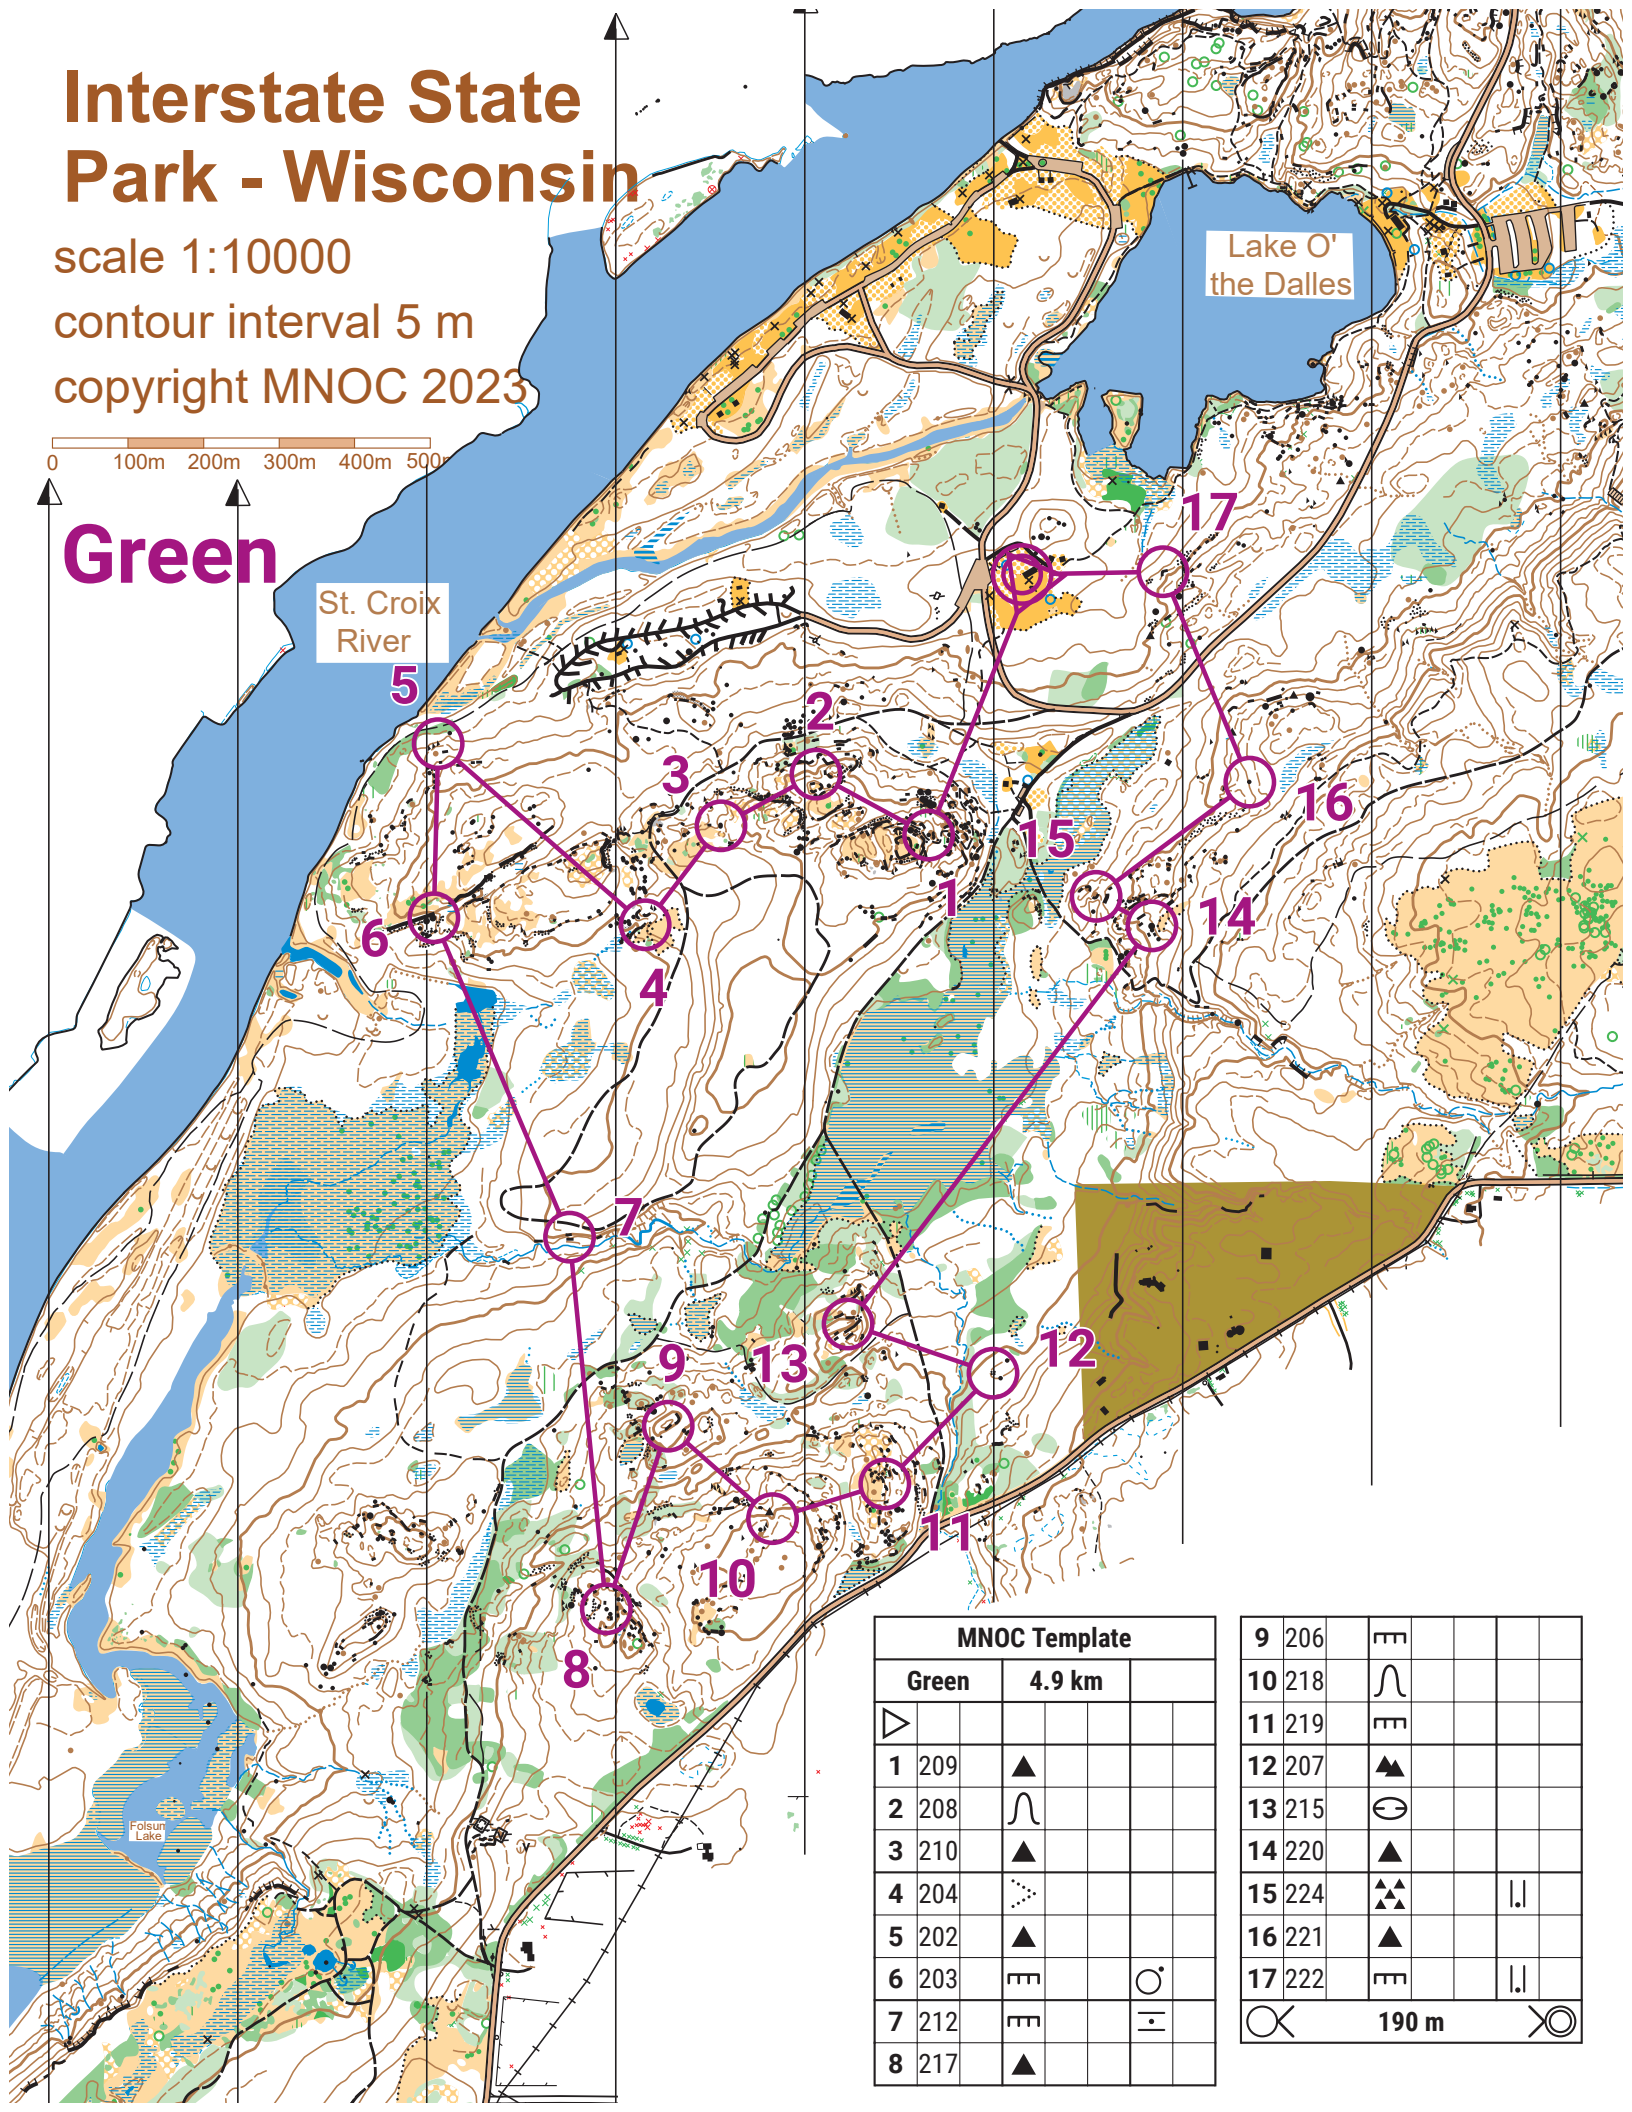 Interstate State
Park - Wisconsin
scale 1:10000
contour interval 5 m
copyright MNOC 2023
0 100m 200m 300m 400m 500m
Green
Lake O'
the Dalles
St. Croix
River
17
5
2
3
16
15
1
14
6
4
7
12
13
9
11
10
8
Folsum
Lake
MNOC Template
Green 4.9 km
1 209
2 208
3 210
4 204
5 202
6 203
7 212
8 217
9 206
10 218
11 219
12 207
13 215
14 220
15 224
16 221
17 222
190 m